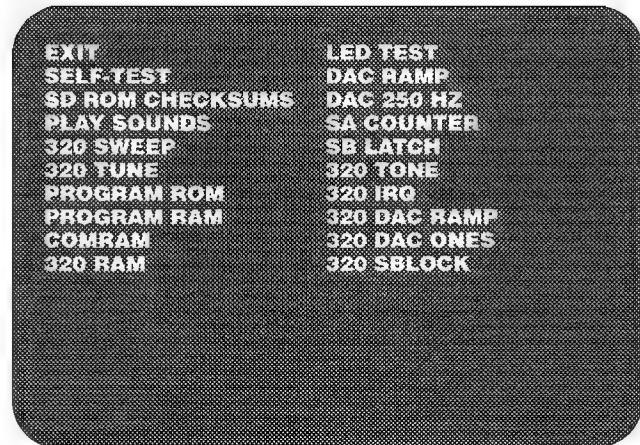 EXIT
SELF-TEST
SD ROM CHECKSUMS
PLAY SOUNDS
320 SWEEP
320 TUNE
PROGRAM ROM
PROGRAM RAM
COMRAM
320 RAM
LED TEST
DAC RAMP
DAC 250 HZ
SA COUNTER
SB LATCH
320 TONE
320 IRQ
320 DAC RAMP
320 DAC ONES
320 SBLOCK